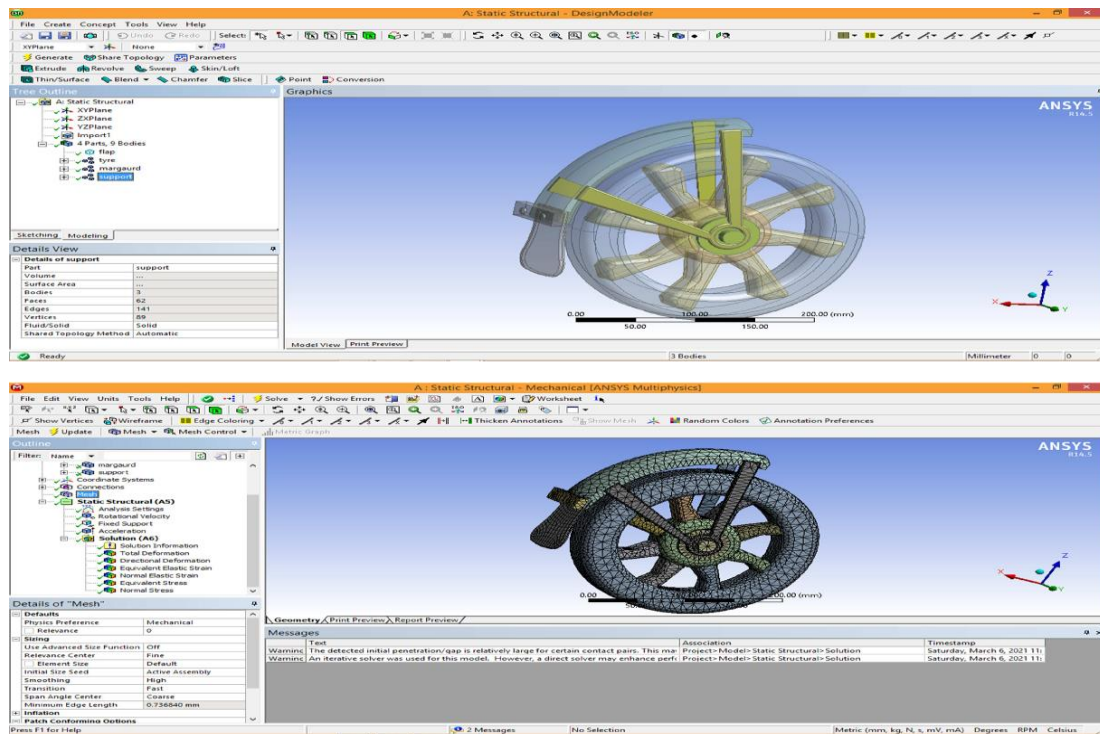 A: Static Structural - DesignModeler
File Create Concept Tools View Help
Undo Redo Select:
XYPlane None
Generate Share Topology Parameters
Extrude Revolve Sweep Skin/Loft
Thin/Surface Blend Chamfer Slice Point Conversion
Tree Outline
A: Static Structural
XYPlane
ZXPlane
YZPlane
Import1
4 Parts, 9 Bodies
flap
tyre
margaurd
support
Sketching Modeling
Details View
Details of support
Part support
Volume ...
Surface Area ...
Bodies 3
Faces 62
Edges 141
Vertices 89
Fluid/Solid Solid
Shared Topology Method Automatic
Graphics
ANSYS
R14.5
Z
X
Y
0.00 100.00 200.00 (mm)
50.00 150.00
Model View Print Preview
Ready 3 Bodies Millimeter 0 0
A : Static Structural - Mechanical [ANSYS Multiphysics]
File Edit View Units Tools Help Solve ?/ Show Errors Worksheet
Show Vertices Wireframe Edge Coloring Thicken Annotations Show Mesh Random Colors Annotation Preferences
Mesh Update Mesh Mesh Control Metric Graph
Outline
Filter: Name
margaurd
support
Coordinate Systems
Connections
Mesh
Static Structural (A5)
Analysis Settings
Rotational Velocity
Fixed Support
Acceleration
Solution (A6)
Solution Information
Total Deformation
Directional Deformation
Equivalent Elastic Strain
Normal Elastic Strain
Equivalent Stress
Normal Stress
Details of "Mesh"
Defaults
Physics Preference Mechanical
Relevance 0
Sizing
Use Advanced Size Function Off
Relevance Center Fine
Element Size Default
Initial Size Seed Active Assembly
Smoothing High
Transition Fast
Span Angle Center Coarse
Minimum Edge Length 0.736840 mm
Inflation
Patch Conforming Options
ANSYS
R14.5
Z
X
Y
0.00 200.00 (mm)
Geometry Print Preview Report Preview
Messages
Text Association Timestamp
Warning The detected initial penetration/gap is relatively large for certain contact pairs. This ma Project>Model>Static Structural>Solution Saturday, March 6, 2021 11:
Warning An iterative solver was used for this model. However, a direct solver may enhance perf Project>Model>Static Structural>Solution Saturday, March 6, 2021 11:
Press F1 for Help 2 Messages No Selection Metric (mm, kg, N, s, mV, mA) Degrees RPM Celsius